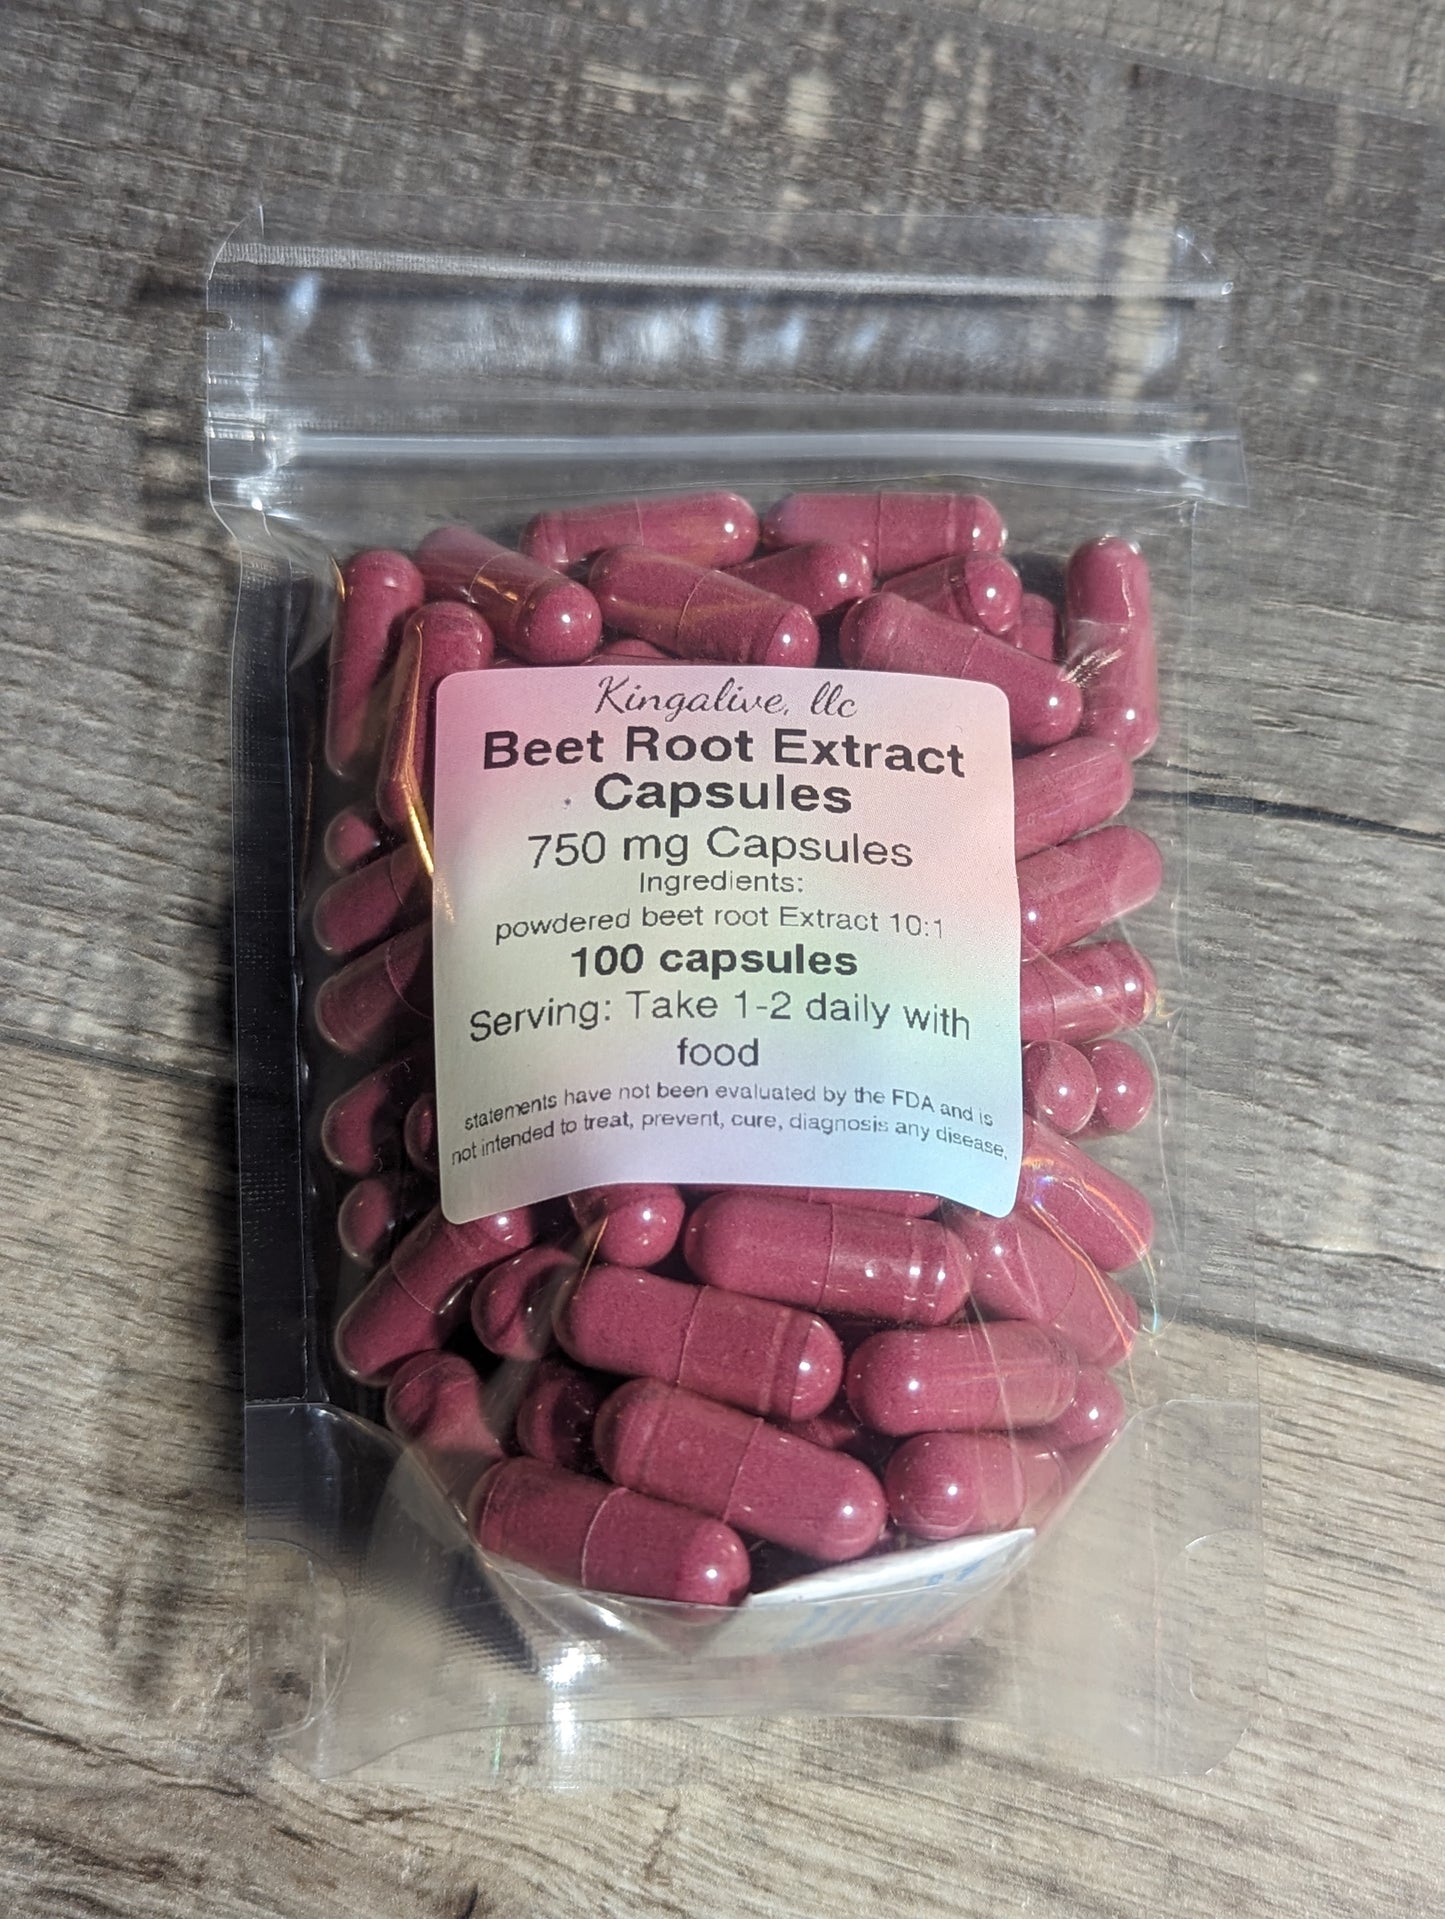 Kingalive, llc
Beet Root Extract
Capsules
750 mg Capsules
Ingredients:
powdered beet root Extract 10:1
100 capsules
Serving: Take 1-2 daily with
food
statements have not been evaluated by the FDA and is
not intended to treat, prevent, cure, diagnosis any disease.